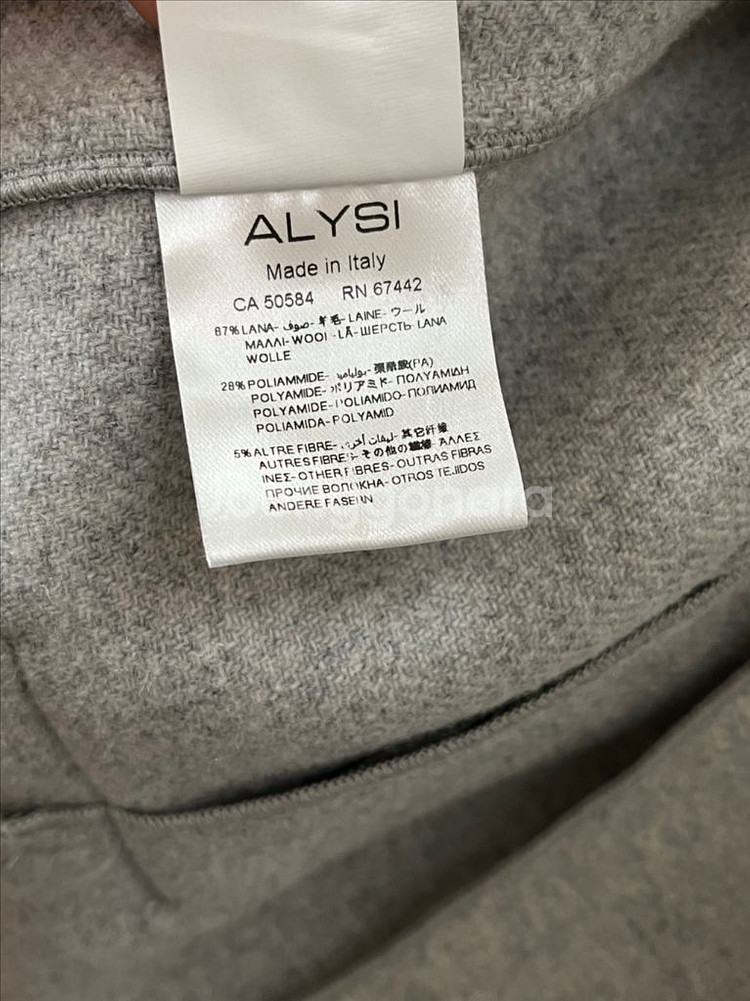 ALYSI
Made in Italy
CA 50584 RN 67442
87% LANA- صوف- 羊毛- LAINE- ウール
ΜΑΛΛΙ-WOOL-LÃ-ШЕРСТЬ-LANA
WOLLE
28% POLIAMMIDE- بولياميد- 聚酰胺(PA)
POLYAMIDE- ポリアミド- ΠΟΛΥΑΜΙΔΗ
POLYAMIDE-POLIAMIDO-ПОЛИАМИД
POLIAMIDA-POLYAMID
5% ALTRE FIBRE- ليفات أخرى- 其它纤维
AUTRES FIBRES- その他の繊維- ΑΛΛΕΣ
ΙΝΕΣ-OTHER FIBRES-OUTRAS FIBRAS
ПРОЧИЕ ВОЛОКНА-OTROS TEJIDOS
ANDERE FASERN